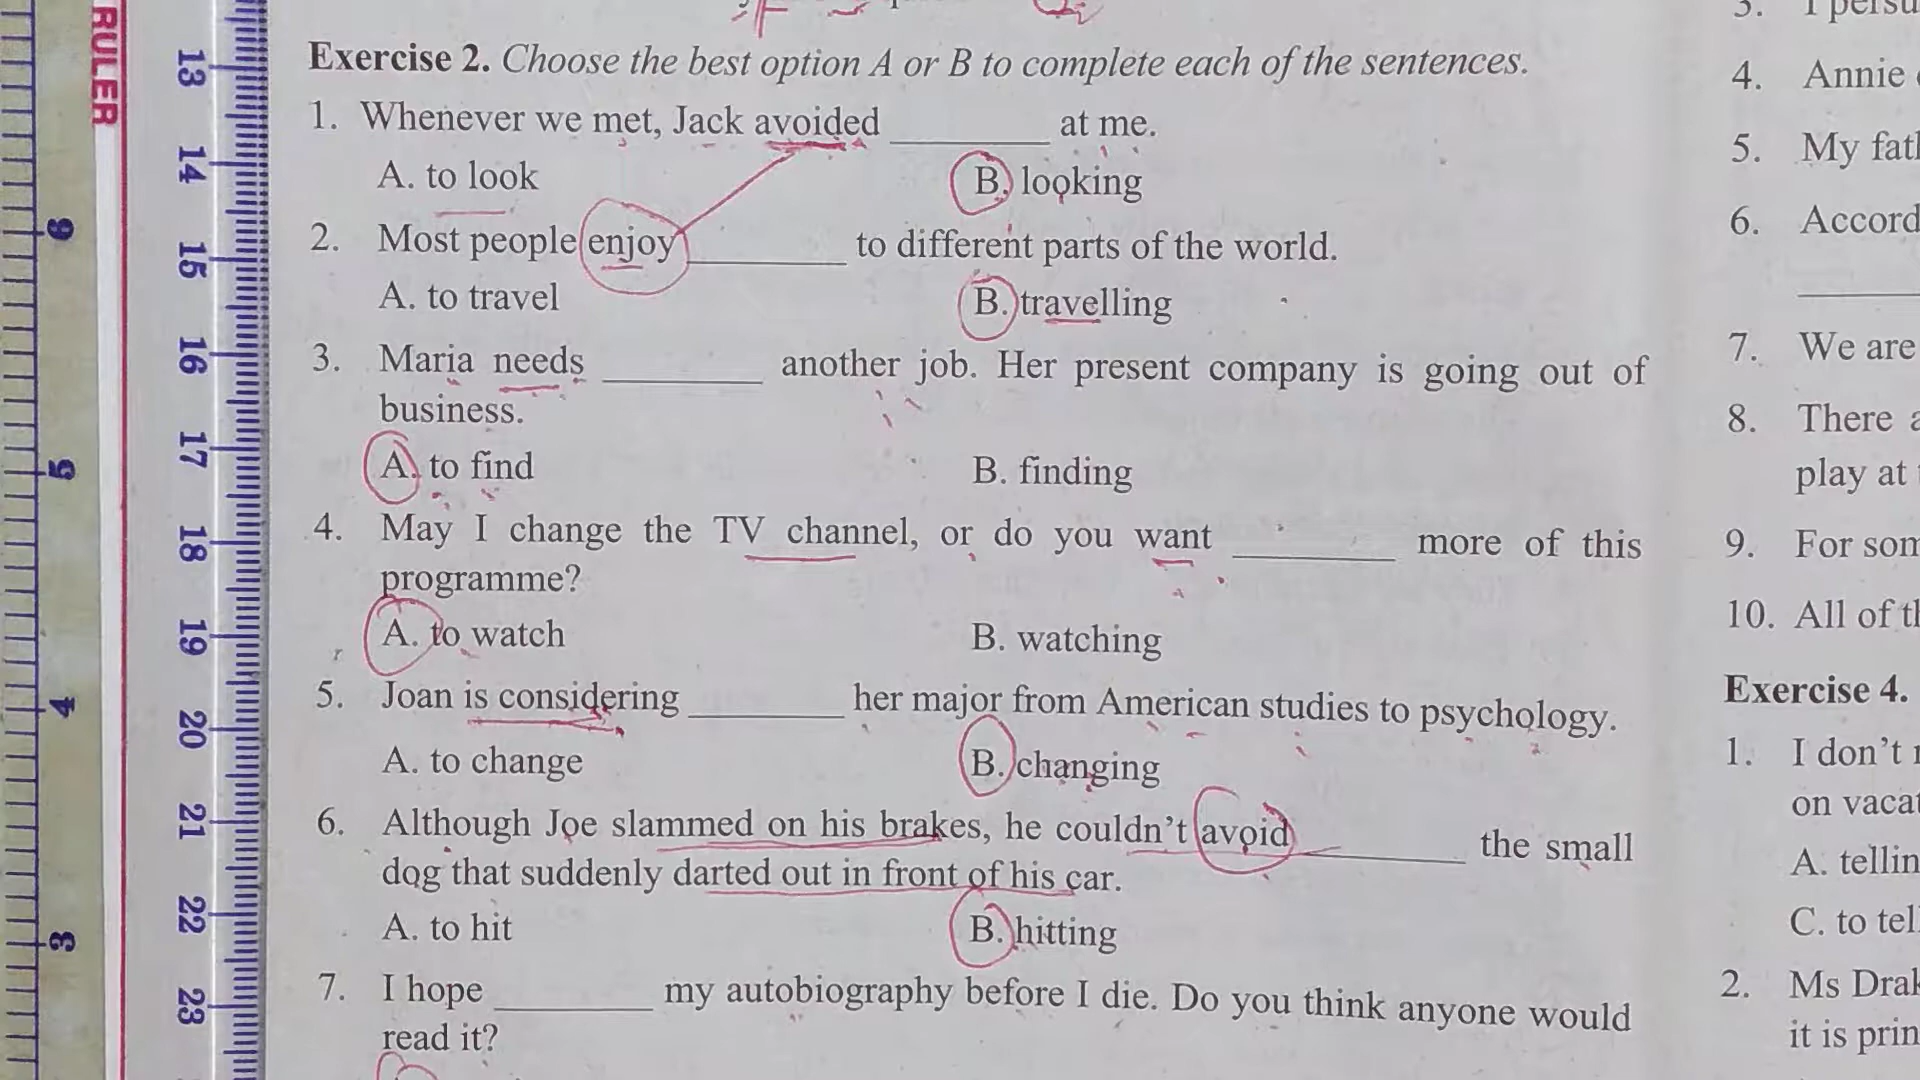 RULER
13
14
15
16
17
18
19
20
21
22
23
6
5
4
3
Exercise 2. Choose the best option A or B to complete each of the sentences.
1. Whenever we met, Jack avoided ________ at me.
A. to look B. looking
2. Most people enjoy ________ to different parts of the world.
A. to travel B. travelling
3. Maria needs ________ another job. Her present company is going out of
business.
A. to find B. finding
4. May I change the TV channel, or do you want ________ more of this
programme?
A. to watch B. watching
5. Joan is considering ________ her major from American studies to psychology.
A. to change B. changing
6. Although Joe slammed on his brakes, he couldn't avoid ________ the small
dog that suddenly darted out in front of his car.
A. to hit B. hitting
7. I hope ________ my autobiography before I die. Do you think anyone would
read it?
3. I
4. Annie
5. My
6.
7. We are
8. There
play at
9. For
10. All of
Exercise 4.
1. I don't
on
A.
C. to
2. Ms
it is